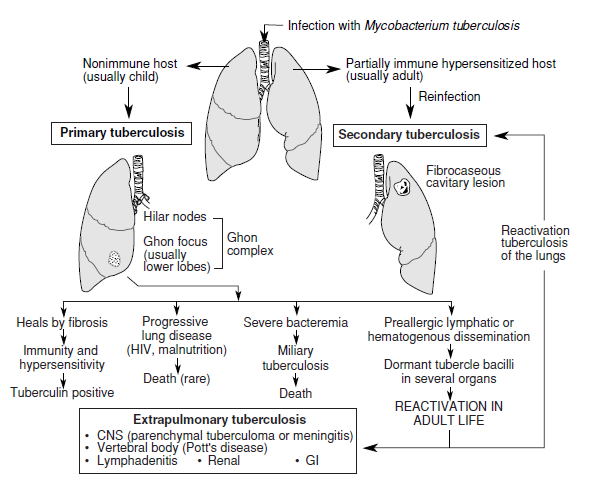 Infection with Mycobacterium tuberculosis
Nonimmune host
(usually child)
Partially immune hypersensitized host
(usually adult)
Reinfection
Primary tuberculosis
Secondary tuberculosis
Fibrocaseous
cavitary lesion
Hilar nodes
Ghon focus
(usually
lower lobes)
Ghon
complex
Reactivation
tuberculosis
of the lungs
Heals by fibrosis
Immunity and
hypersensitivity
Tuberculin positive
Progressive
lung disease
(HIV, malnutrition)
Death (rare)
Severe bacteremia
Miliary
tuberculosis
Death
Preallergic lymphatic or
hematogenous dissemination
Dormant tubercle bacilli
in several organs
REACTIVATION IN
ADULT LIFE
Extrapulmonary tuberculosis
• CNS (parenchymal tuberculoma or meningitis)
• Vertebral body (Pott's disease)
• Lymphadenitis • Renal • GI